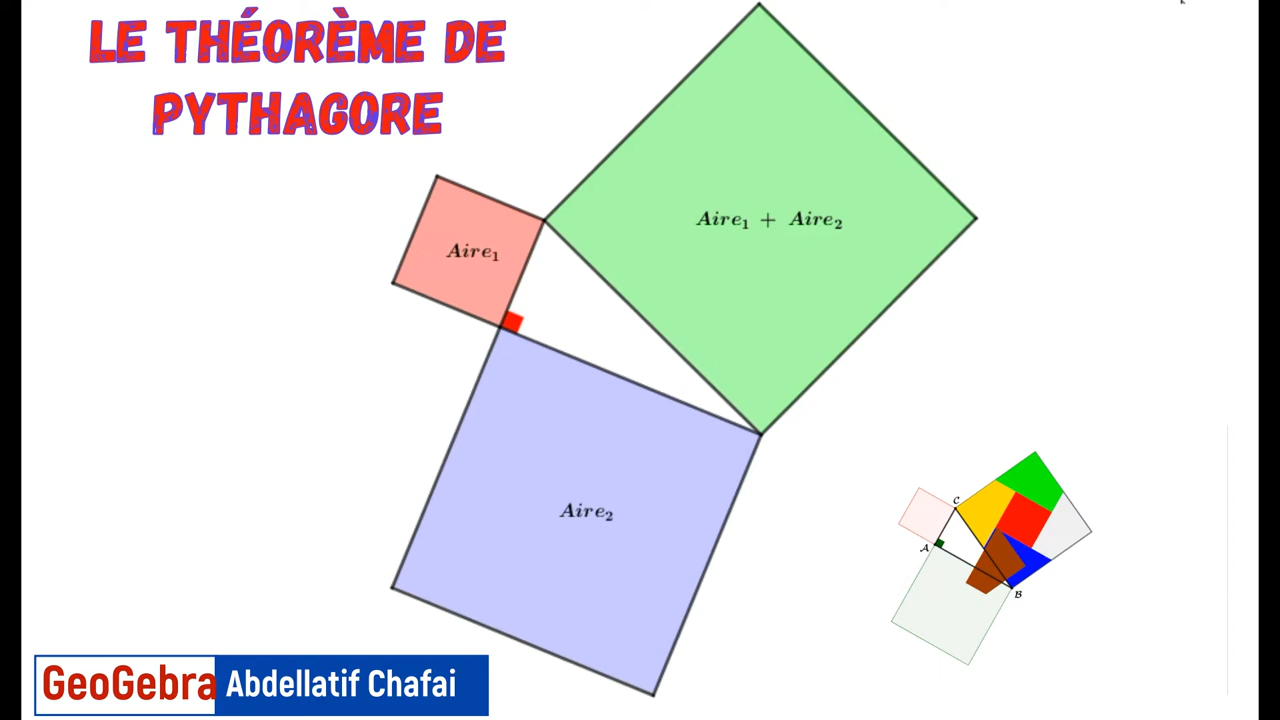 LE THÉORÈME DE
PYTHAGORE
Aire₁ + Aire₂
Aire₁
Aire₂
C
A
B
GeoGebra Abdellatif Chafai